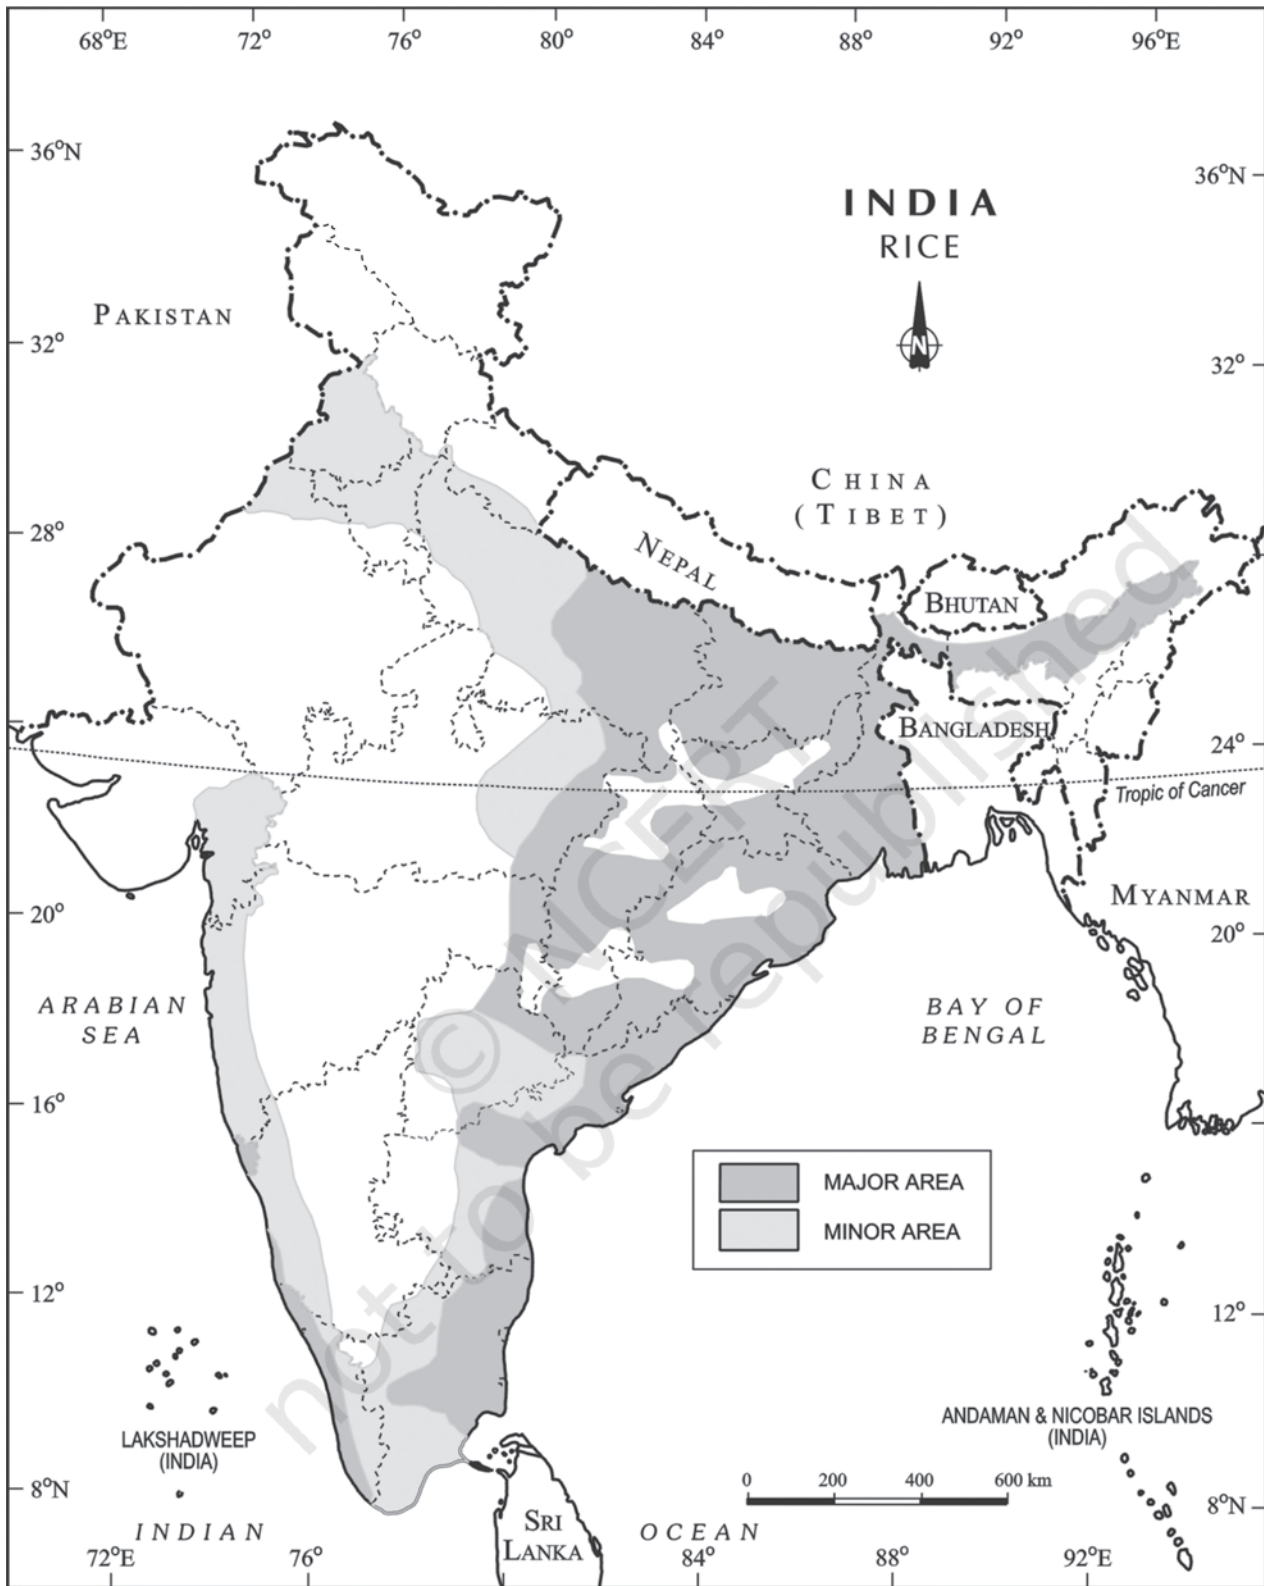 68°E 72° 76° 80° 84° 88° 92° 96°E
36°N
36°N
INDIA
RICE
N
PAKISTAN
32°
32°
CHINA
(TIBET)
28°
NEPAL
BHUTAN
BANGLADESH
24°
Tropic of Cancer
MYANMAR
20°
20°
ARABIAN
SEA
BAY OF
BENGAL
16°
MAJOR AREA
MINOR AREA
12°
12°
ANDAMAN & NICOBAR ISLANDS
(INDIA)
LAKSHADWEEP
(INDIA)
0 200 400 600 km
8°N
8°N
SRI
LANKA
INDIAN OCEAN
72°E 76° 84° 88° 92°E
© NCERT
not to be republished